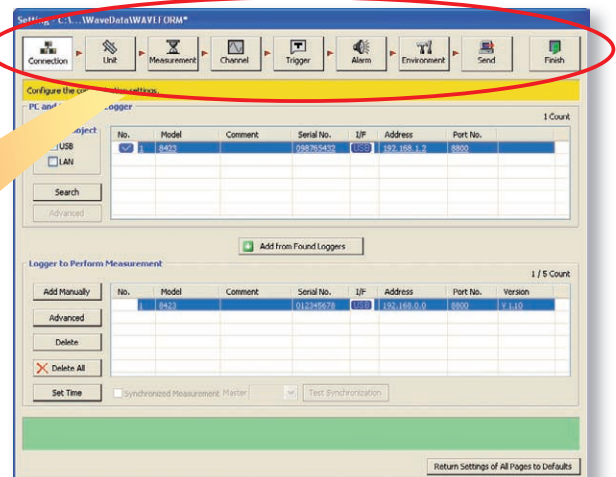 Setting - C:\...\WaveData\WAVEFORM*
Connection Unit Measurement Channel Trigger Alarm Environment Send Finish
Configure the settings.
PC and Logger
1 Count
USB
LAN
Search
Advanced
No. Model Comment Serial No. I/F Address Port No.
1 8423 098765432 USB 192.168.1.2 8800
Add from Found Loggers
Logger to Perform Measurement
1 / 5 Count
Add Manually
Advanced
Delete
Delete All
Set Time
No. Model Comment Serial No. I/F Address Port No. Version
1 8423 012345678 USB 192.168.0.0 8800 V 1.10
Synchronized Measurement Master Test Synchronization
Return Settings of All Pages to Defaults